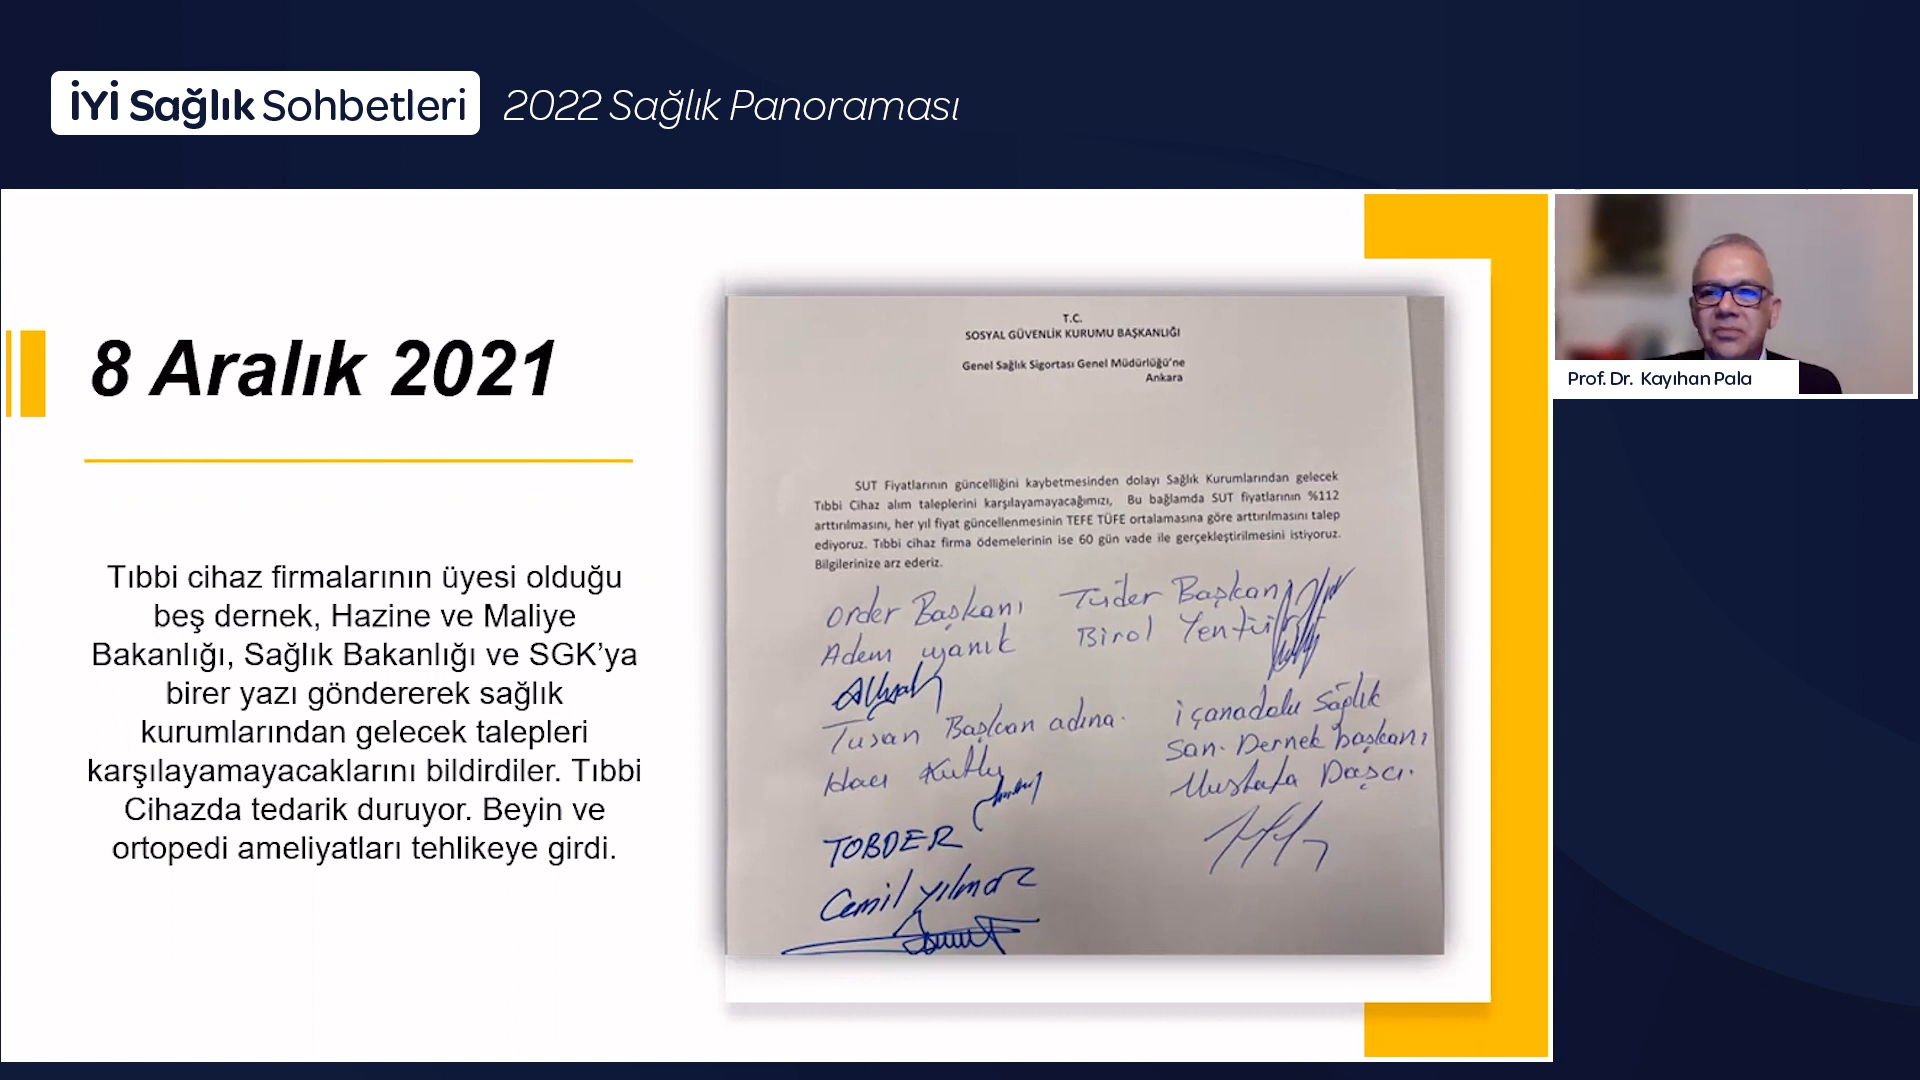 İYİ Sağlık Sohbetleri 2022 Sağlık Panoraması
8 Aralık 2021
Tıbbi cihaz firmalarının üyesi olduğu
beş dernek, Hazine ve Maliye
Bakanlığı, Sağlık Bakanlığı ve SGK'ya
birer yazı göndererek sağlık
kurumlarından gelecek talepleri
karşılayamayacaklarını bildirdiler. Tıbbi
Cihazda tedarik duruyor. Beyin ve
ortopedi ameliyatları tehlikeye girdi.
T.C.
SOSYAL GÜVENLİK KURUMU BAŞKANLIĞI
Genel Sağlık Sigortası Genel Müdürlüğü'ne
Ankara
SUT Fiyatlarının güncelliğini kaybetmesinden dolayı Sağlık Kurumlarından gelecek
Tıbbi Cihaz alım taleplerini karşılayamayacağımızı, Bu bağlamda SUT fiyatlarının %112
arttırılmasını, her yıl fiyat güncellenmesinin TEFE TÜFE ortalamasına göre arttırılmasını talep
ediyoruz. Tıbbi cihaz firma ödemelerinin ise 60 gün vade ile gerçekleştirilmesini istiyoruz.
Bilgilerinize arz ederiz.
Order Başkanı
Adem uyanık
Tüder Başkanı
Birol
Tusan Başkan adına.
Hacı Kutlu
içanadolu Sağlık
San. Dernek başkanı
Mustafa Daşcı.
TOBDER
Cemil Yılmaz
Prof. Dr. Kayıhan Pala